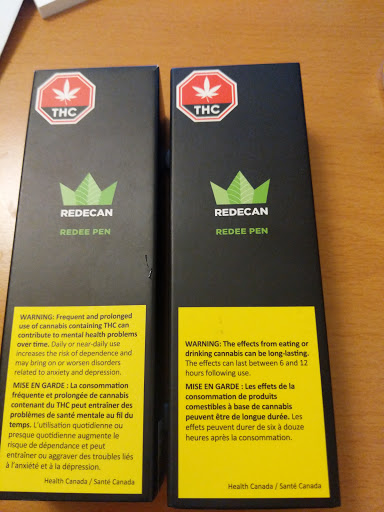 THC
REDECAN
REDEE PEN
WARNING: Frequent and prolonged
use of cannabis containing THC can
contribute to mental health problems
over time. Daily or near-daily use
increases the risk of dependence and
may bring on or worsen disorders
related to anxiety and depression.
MISE EN GARDE : La consommation
fréquente et prolongée de cannabis
contenant du THC peut entraîner des
problèmes de santé mentale au fil du
temps. L'utilisation quotidienne ou
presque quotidienne augmente le
risque de dépendance et peut
entraîner ou aggraver des troubles liés
à l'anxiété et à la dépression.
Health Canada / Santé Canada
THC
REDECAN
REDEE PEN
WARNING: The effects from eating or
drinking cannabis can be long-lasting.
The effects can last between 6 and 12
hours following use.
MISE EN GARDE : Les effets de la
consommation de produits
comestibles à base de cannabis
peuvent être de longue durée. Les
effets peuvent durer de six à douze
heures après la consommation.
Health Canada / Santé Canada